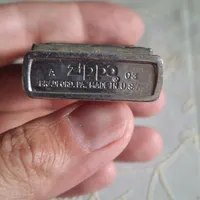 A Zippo 03
BRADFORD, PA. MADE IN U.S.A.